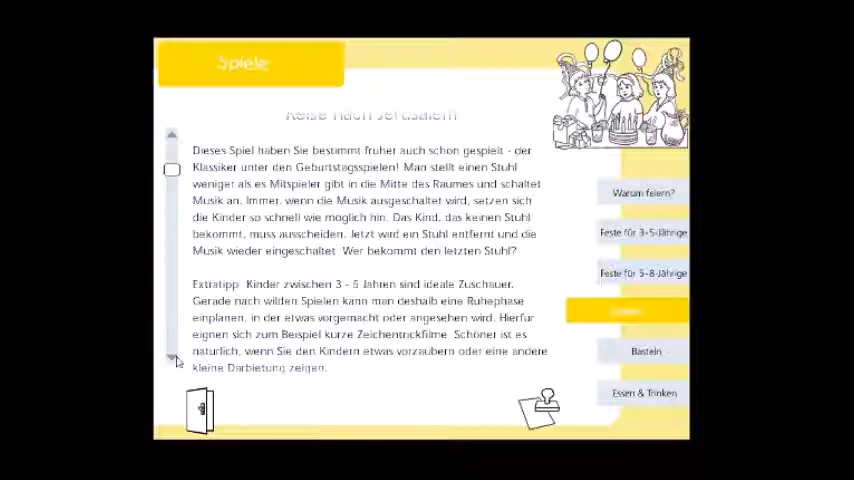 Spiele
Reise nach Jerusalem
Dieses Spiel haben Sie bestimmt früher auch schon gespielt - der
Klassiker unter den Geburtstagsspielen! Man stellt einen Stuhl
weniger als es Mitspieler gibt in die Mitte des Raumes und schaltet
Musik an. Immer, wenn die Musik ausgeschaltet wird, setzen sich
die Kinder so schnell wie möglich hin. Das Kind, das keinen Stuhl
bekommt, muss ausscheiden. Jetzt wird ein Stuhl entfernt und die
Musik wieder eingeschaltet. Wer bekommt den letzten Stuhl?
Extratipp: Kinder zwischen 3 - 5 Jahren sind ideale Zuschauer.
Gerade nach wilden Spielen kann man deshalb eine Ruhephase
einplanen, in der etwas vorgemacht oder angesehen wird. Hierfür
eignen sich zum Beispiel kurze Zeichentrickfilme. Schöner ist es
natürlich, wenn Sie den Kindern etwas vorzaubern oder eine andere
kleine Darbietung zeigen.
Warum feiern?
Feste für 3-5-Jährige
Feste für 5-8-Jährige
Basteln
Essen & Trinken